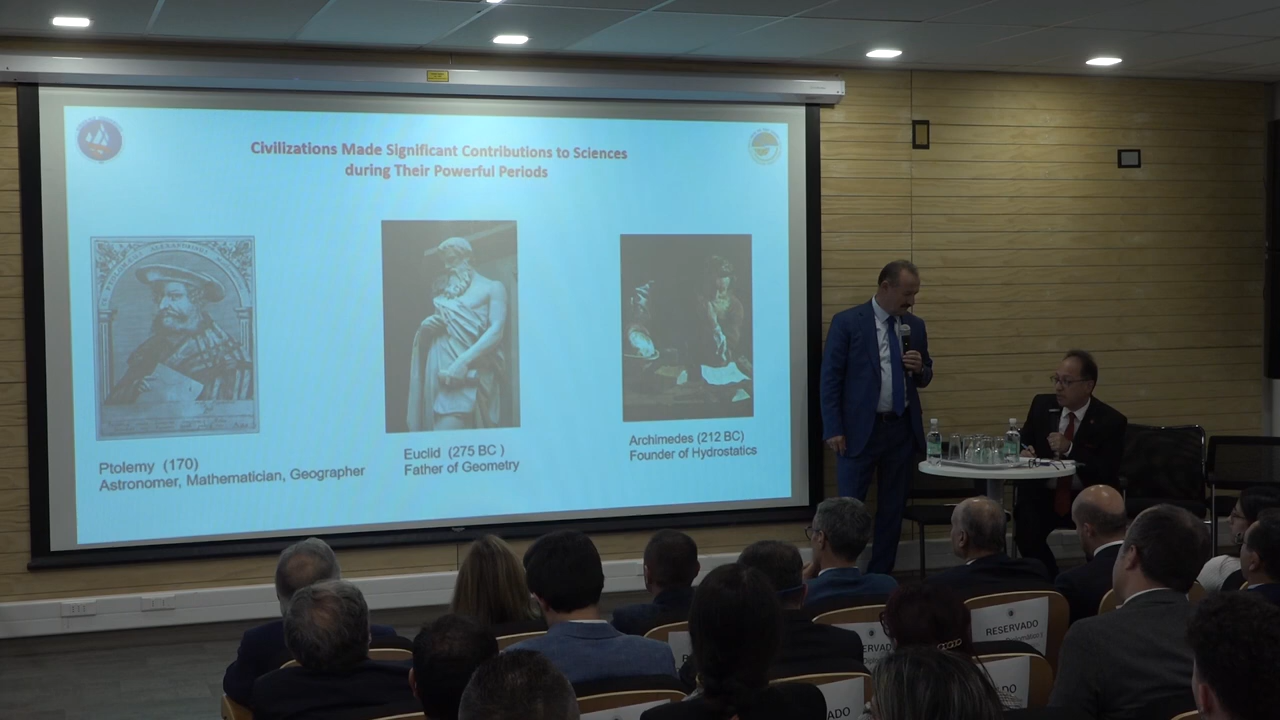 Civilizations Made Significant Contributions to Sciences
during Their Powerful Periods
Ptolemy (170)
Astronomer, Mathematician, Geographer
Euclid (275 BC )
Father of Geometry
Archimedes (212 BC)
Founder of Hydrostatics
RESERVADO